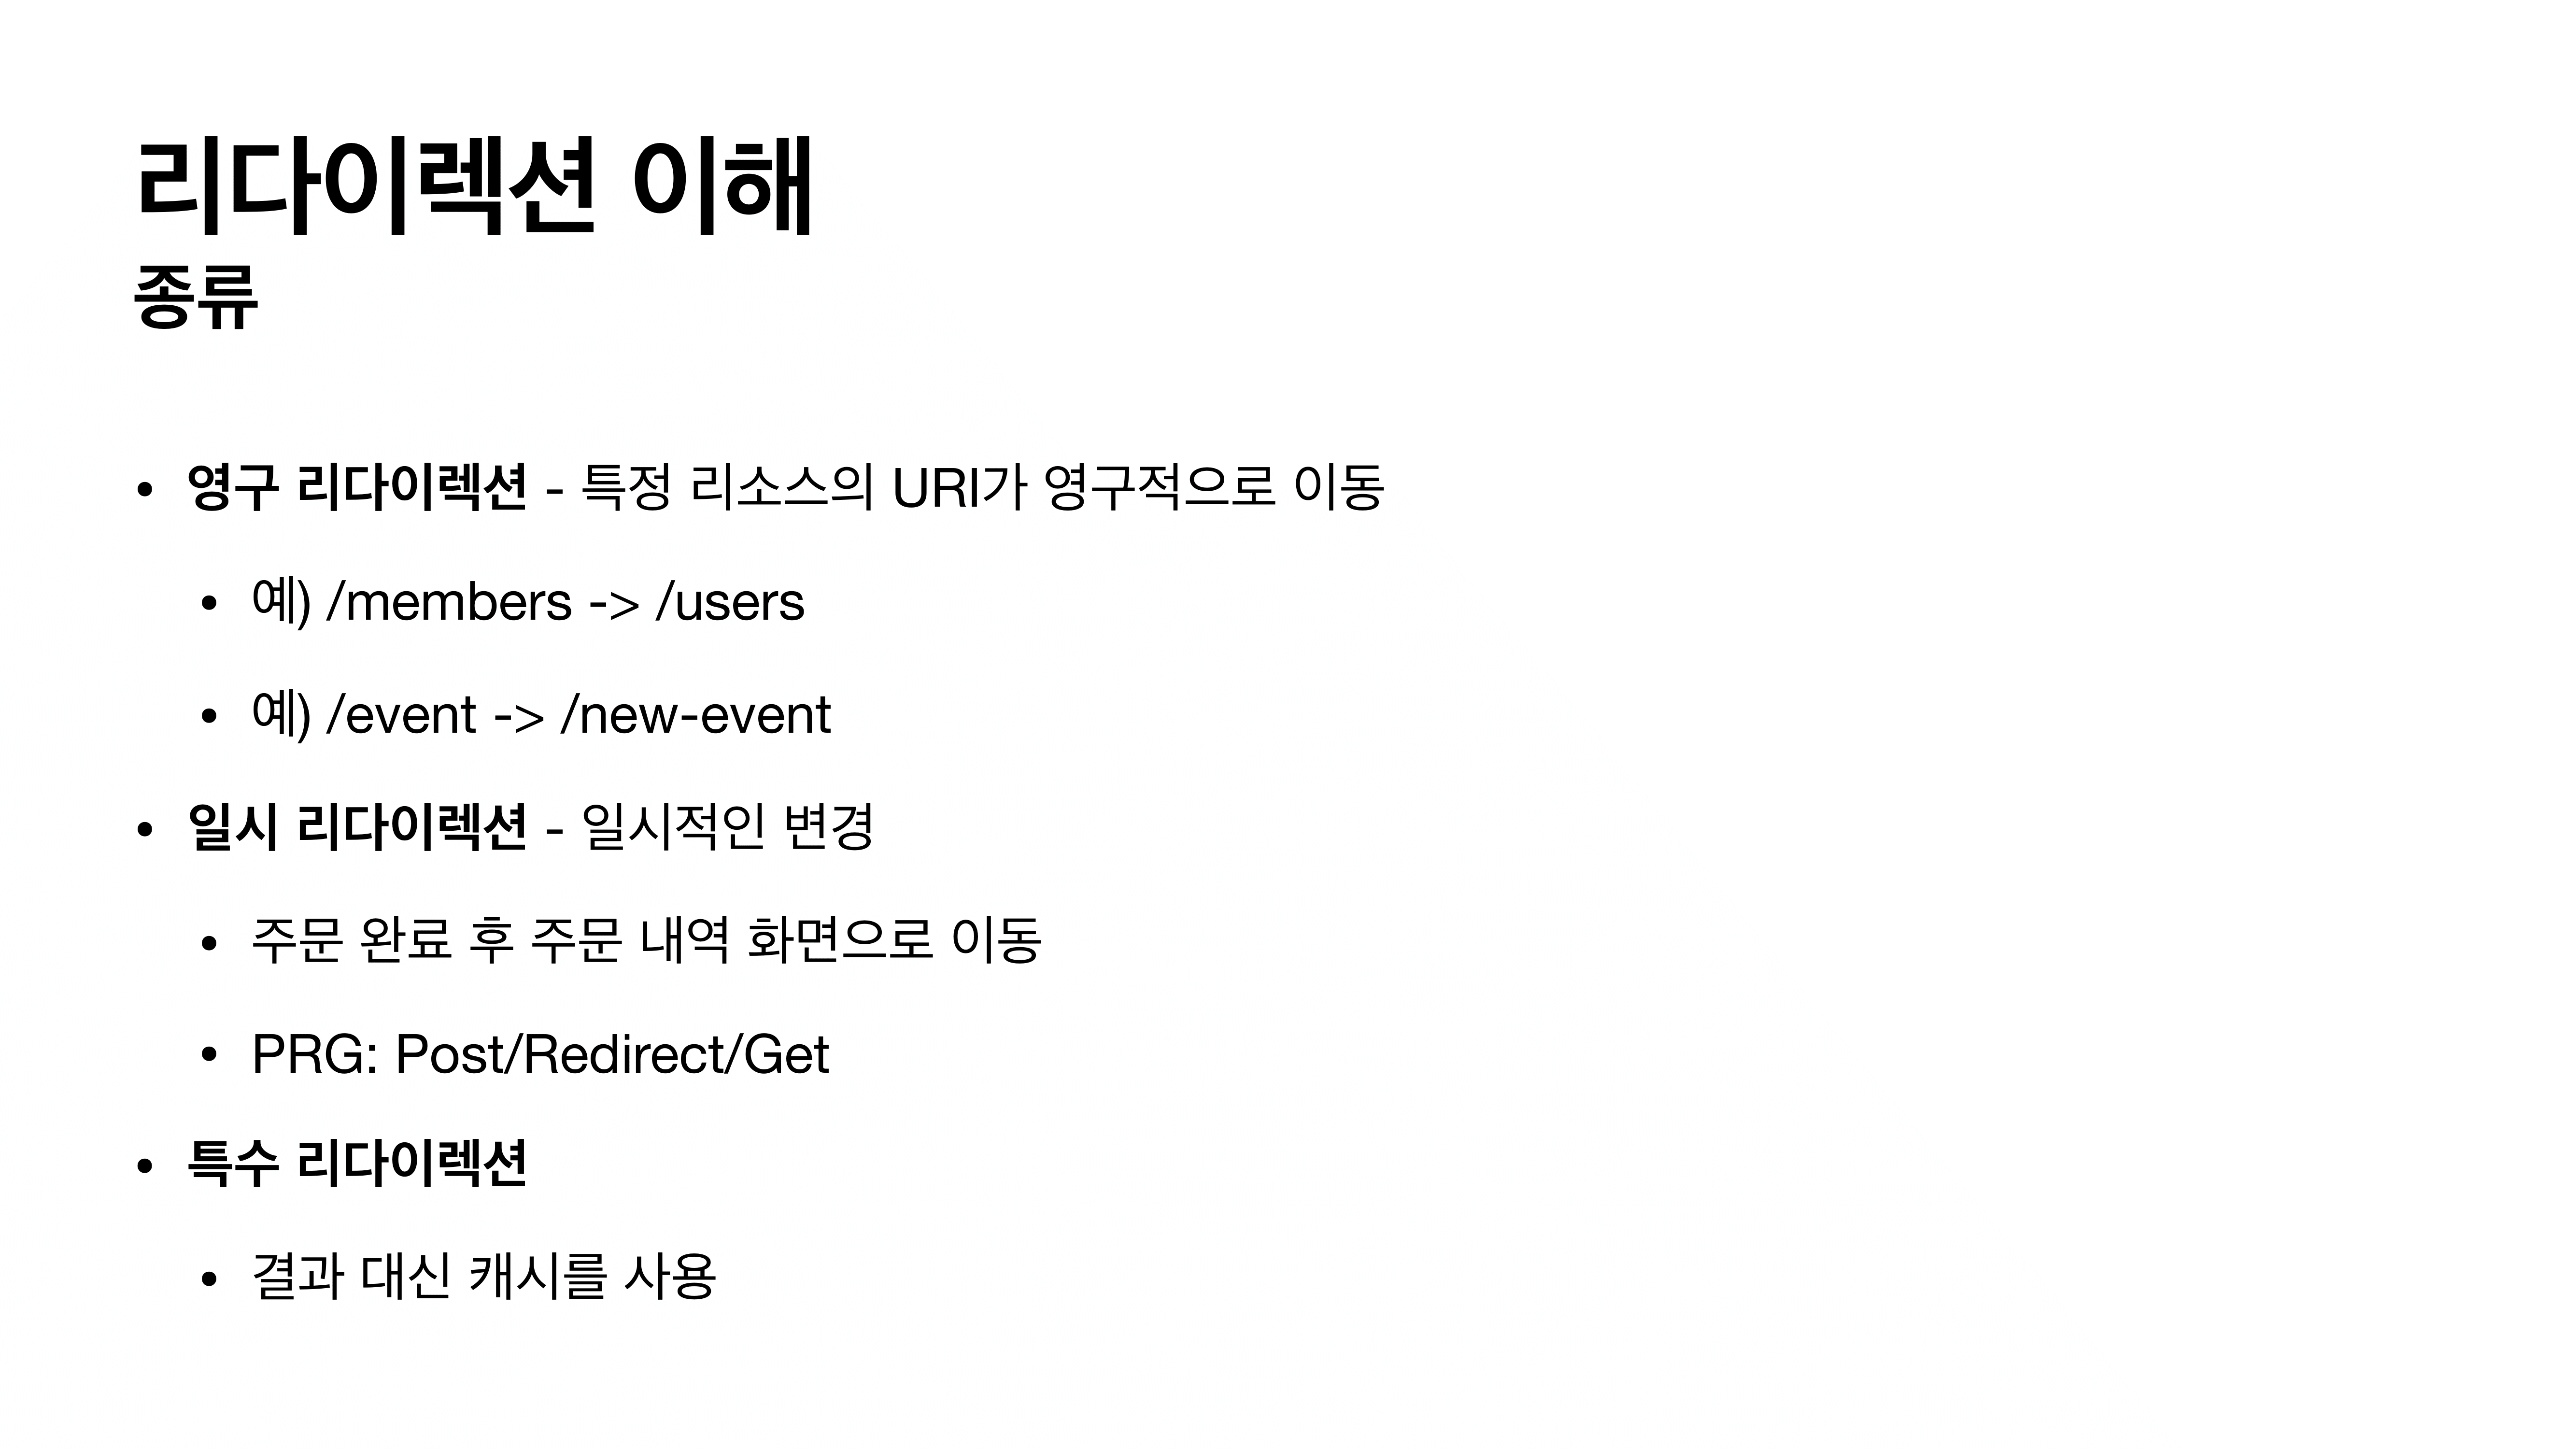 리다이렉션 이해
종류
• 영구 리다이렉션 - 특정 리소스의 URI가 영구적으로 이동
• 예) /members -> /users
• 예) /event -> /new-event
• 일시 리다이렉션 - 일시적인 변경
• 주문 완료 후 주문 내역 화면으로 이동
• PRG: Post/Redirect/Get
• 특수 리다이렉션
• 결과 대신 캐시를 사용